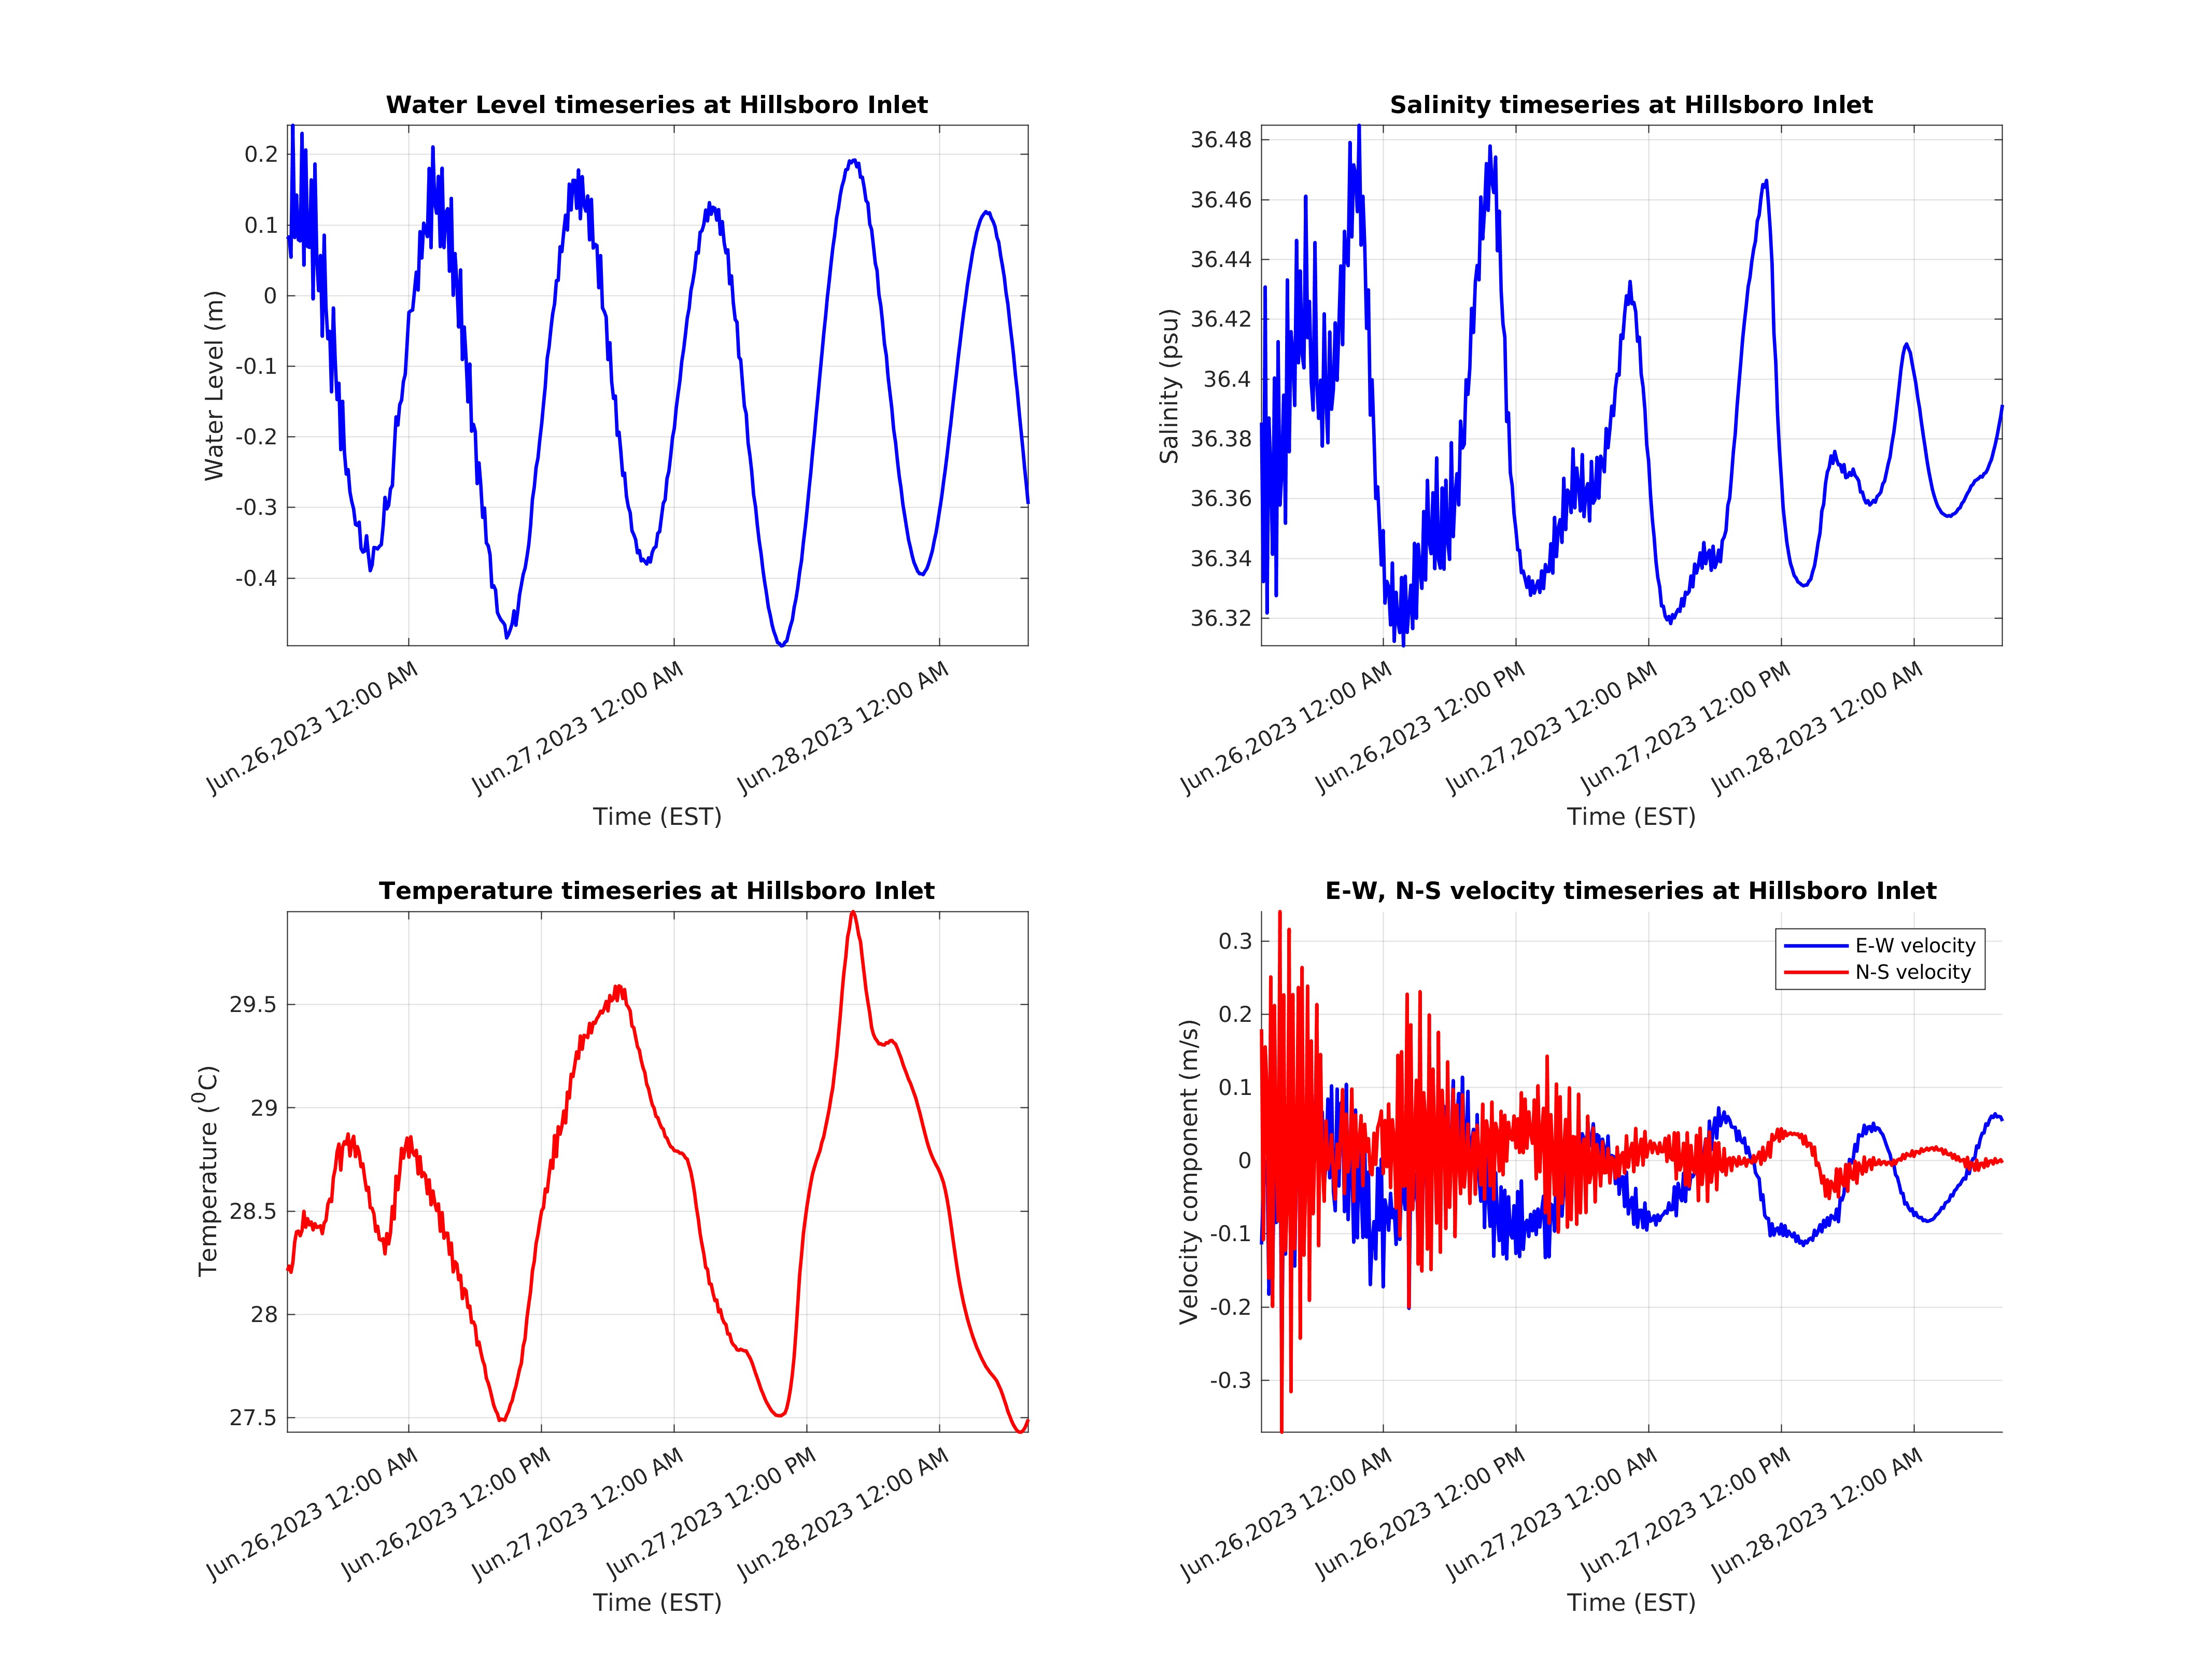 Water Level timeseries at Hillsboro Inlet
Water Level (m)
0.2
0.1
0
-0.1
-0.2
-0.3
-0.4
Jun.26,2023 12:00 AM
Jun.27,2023 12:00 AM
Jun.28,2023 12:00 AM
Time (EST)
Salinity timeseries at Hillsboro Inlet
Salinity (psu)
36.48
36.46
36.44
36.42
36.4
36.38
36.36
36.34
36.32
Jun.26,2023 12:00 AM
Jun.26,2023 12:00 PM
Jun.27,2023 12:00 AM
Jun.27,2023 12:00 PM
Jun.28,2023 12:00 AM
Time (EST)
Temperature timeseries at Hillsboro Inlet
Temperature (⁰C)
29.5
29
28.5
28
27.5
Jun.26,2023 12:00 AM
Jun.26,2023 12:00 PM
Jun.27,2023 12:00 AM
Jun.27,2023 12:00 PM
Jun.28,2023 12:00 AM
Time (EST)
E-W, N-S velocity timeseries at Hillsboro Inlet
Velocity component (m/s)
0.3
0.2
0.1
0
-0.1
-0.2
-0.3
E-W velocity
N-S velocity
Jun.26,2023 12:00 AM
Jun.26,2023 12:00 PM
Jun.27,2023 12:00 AM
Jun.27,2023 12:00 PM
Jun.28,2023 12:00 AM
Time (EST)